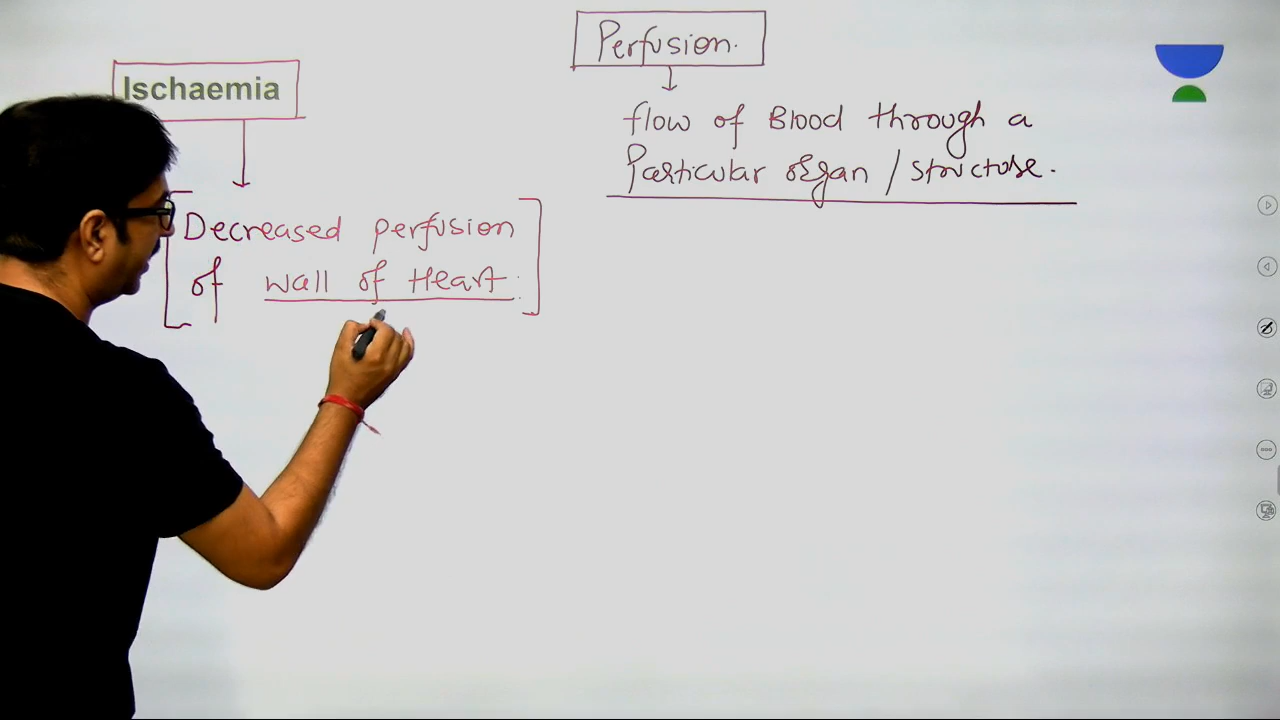 Ischaemia
Decreased perfusion
of wall of Heart.
Perfusion.
flow of Blood through a
Particular organ / structure.